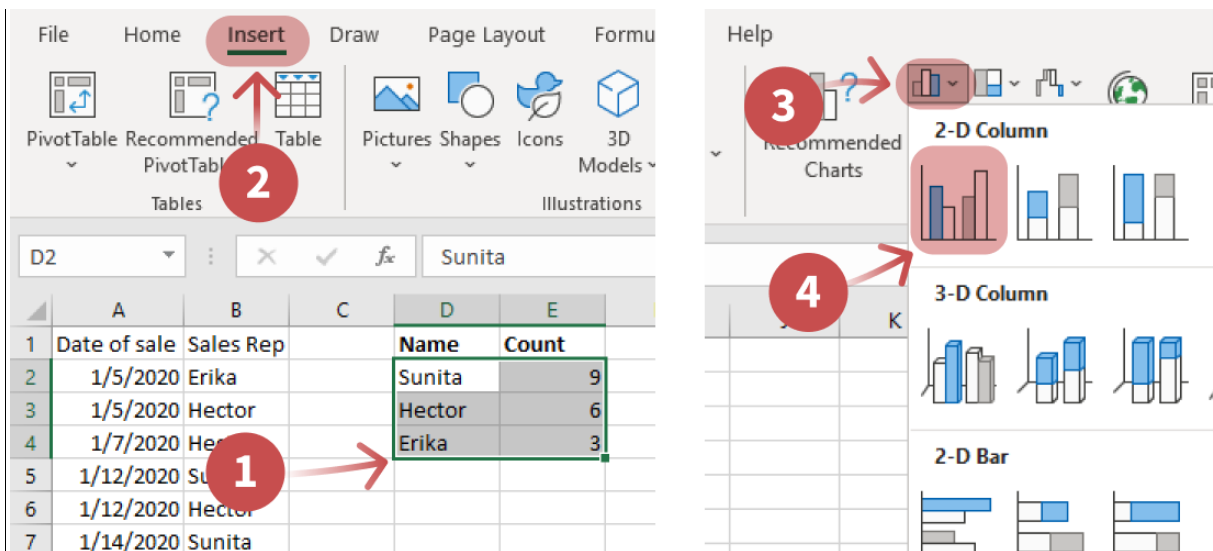 File Home Insert Draw Page Layout Formu
PivotTable Recommended Table Pictures Shapes Icons 3D
Models
Tables Illustrations
2
D2 fx Sunita
A B C D E
1 Date of sale Sales Rep Name Count
2 1/5/2020 Erika Sunita 9
3 1/5/2020 Hector Hector 6
4 1/7/2020 Erika 3
1
5 1/12/2020
6 1/12/2020 Hector
7 1/14/2020 Sunita
Help
3
?
Recommended
Charts
2-D Column
4
3-D Column
K
2-D Bar